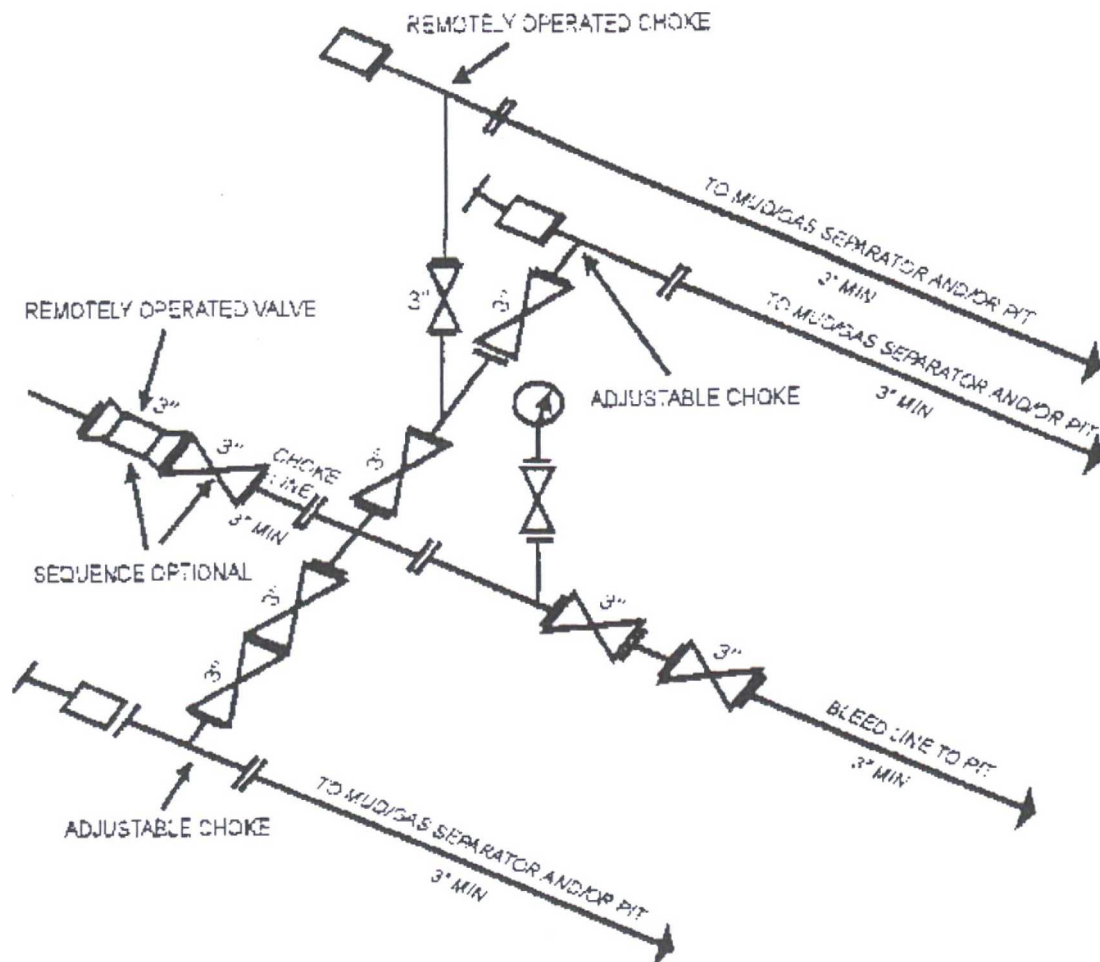 REMOTELY OPERATED CHOKE
TO MUD/GAS SEPARATOR AND/OR PIT
3" MIN
TO MUD/GAS SEPARATOR AND/OR PIT
3" MIN
3"
3"
REMOTELY OPERATED VALVE
ADJUSTABLE CHOKE
3"
3"
CHOKE
LINE
3" MIN
3"
SEQUENCE OPTIONAL
3"
3"
3"
3"
BLEED LINE TO PIT
3" MIN
ADJUSTABLE CHOKE
TO MUD/GAS SEPARATOR AND/OR PIT
3" MIN